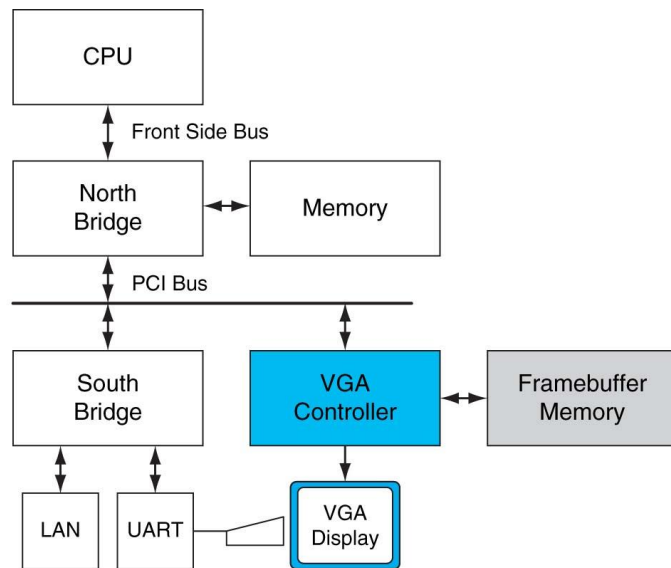 CPU
Front Side Bus
North
Bridge
Memory
PCI Bus
South
Bridge
VGA
Controller
Framebuffer
Memory
LAN
UART
VGA
Display